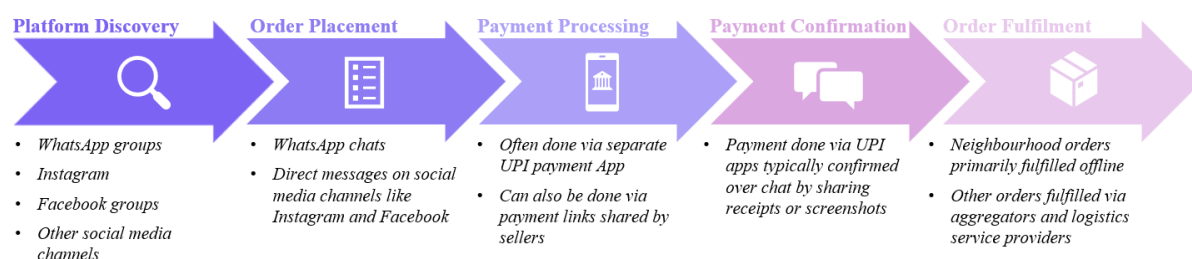 Platform Discovery
• WhatsApp groups
• Instagram
• Facebook groups
• Other social media
channels
Order Placement
• WhatsApp chats
• Direct messages on social
media channels like
Instagram and Facebook
Payment Processing
• Often done via separate
UPI payment App
• Can also be done via
payment links shared by
sellers
Payment Confirmation
• Payment done via UPI
apps typically confirmed
over chat by sharing
receipts or screenshots
Order Fulfilment
• Neighbourhood orders
primarily fulfilled offline
• Other orders fulfilled via
aggregators and logistics
service providers